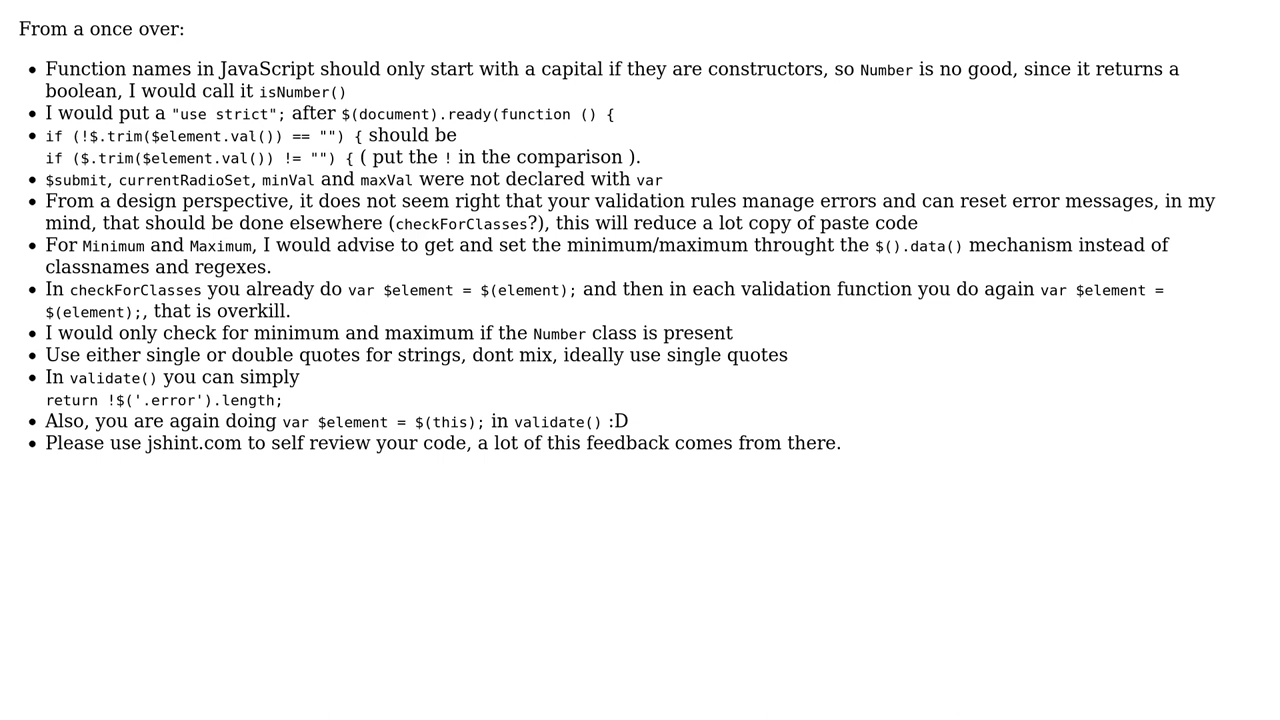 From a once over:
Function names in JavaScript should only start with a capital if they are constructors, so Number is no good, since it returns a
boolean, I would call it isNumber()
I would put a "use strict"; after $(document).ready(function () {
if (!$.trim($element.val()) == "") { should be
if ($.trim($element.val()) != "") { ( put the ! in the comparison ).
$submit, currentRadioSet, minVal and maxVal were not declared with var
From a design perspective, it does not seem right that your validation rules manage errors and can reset error messages, in my
mind, that should be done elsewhere (checkForClasses?), this will reduce a lot copy of paste code
For Minimum and Maximum, I would advise to get and set the minimum/maximum throught the $().data() mechanism instead of
classnames and regexes.
In checkForClasses you already do var $element = $(element); and then in each validation function you do again var $element =
$(element);, that is overkill.
I would only check for minimum and maximum if the Number class is present
Use either single or double quotes for strings, dont mix, ideally use single quotes
In validate() you can simply
return !$('.error').length;
Also, you are again doing var $element = $(this); in validate() :D
Please use jshint.com to self review your code, a lot of this feedback comes from there.